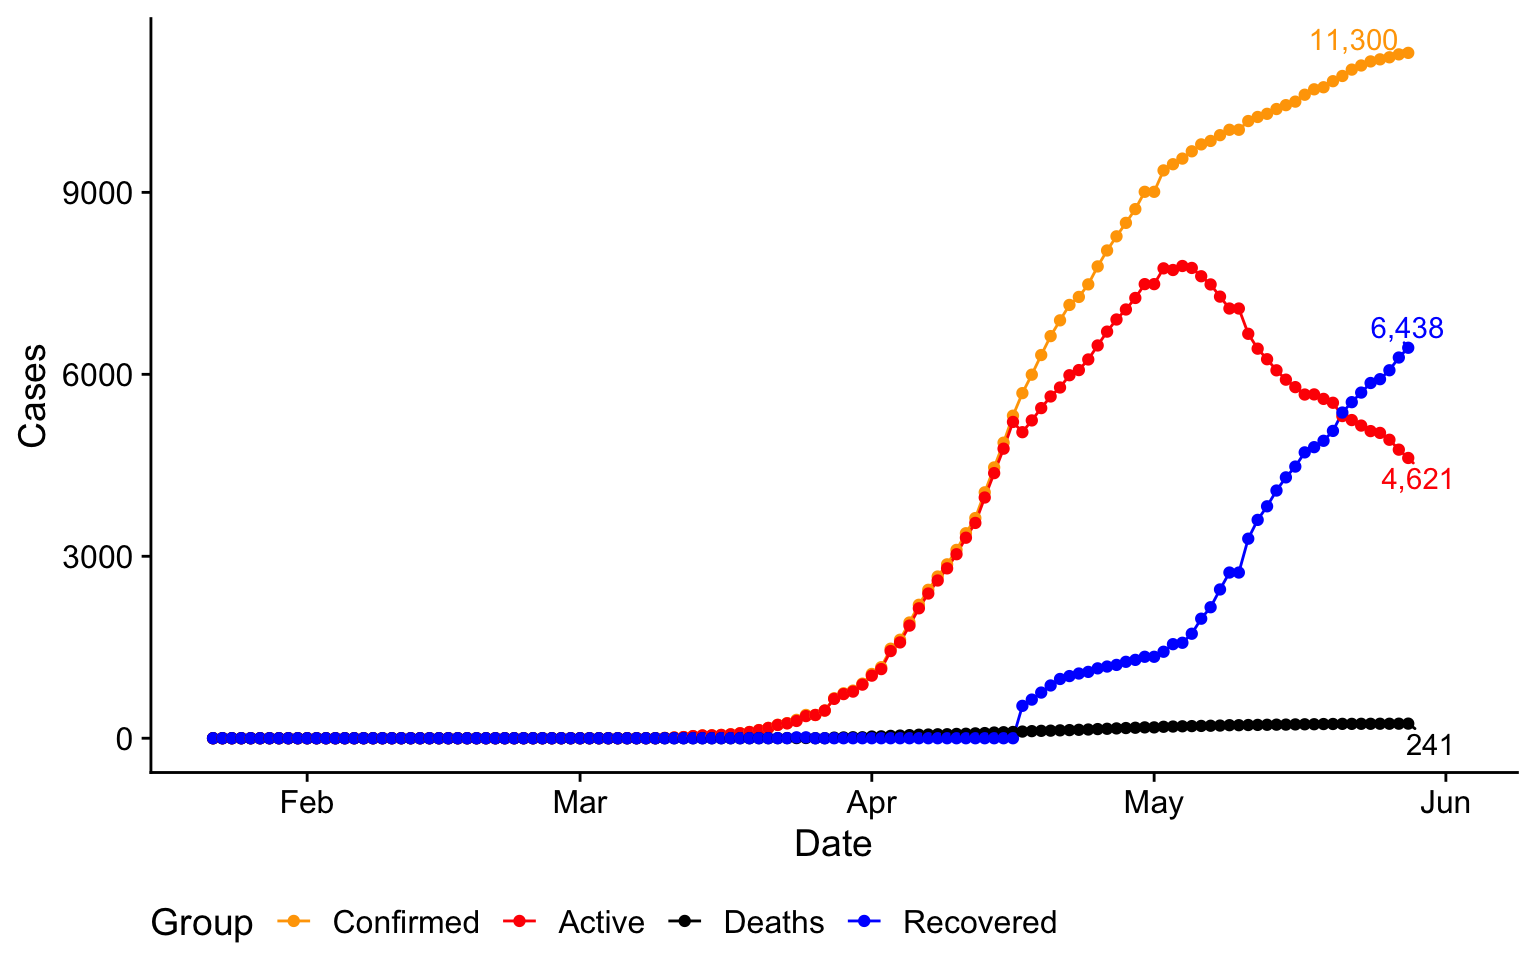 11,300
9000
6,438
6000
Cases
4,621
3000
0
241
Feb Mar Apr May Jun
Date
Group Confirmed Active Deaths Recovered